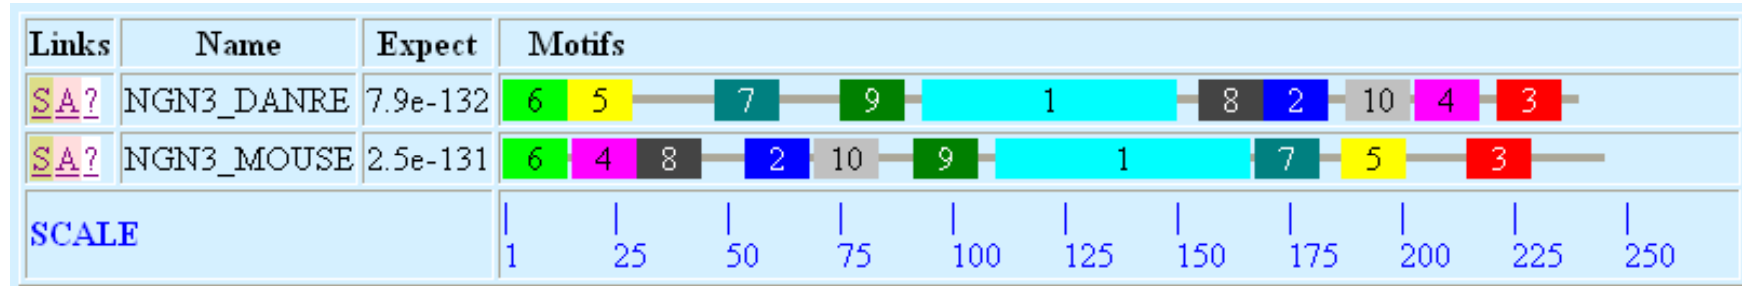 Links Name Expect Motifs
SA? NGN3_DANRE 7.9e-132 6 5 7 9 1 8 2 10 4 3
SA? NGN3_MOUSE 2.5e-131 6 4 8 2 10 9 1 7 5 3
SCALE
1 25 50 75 100 125 150 175 200 225 250